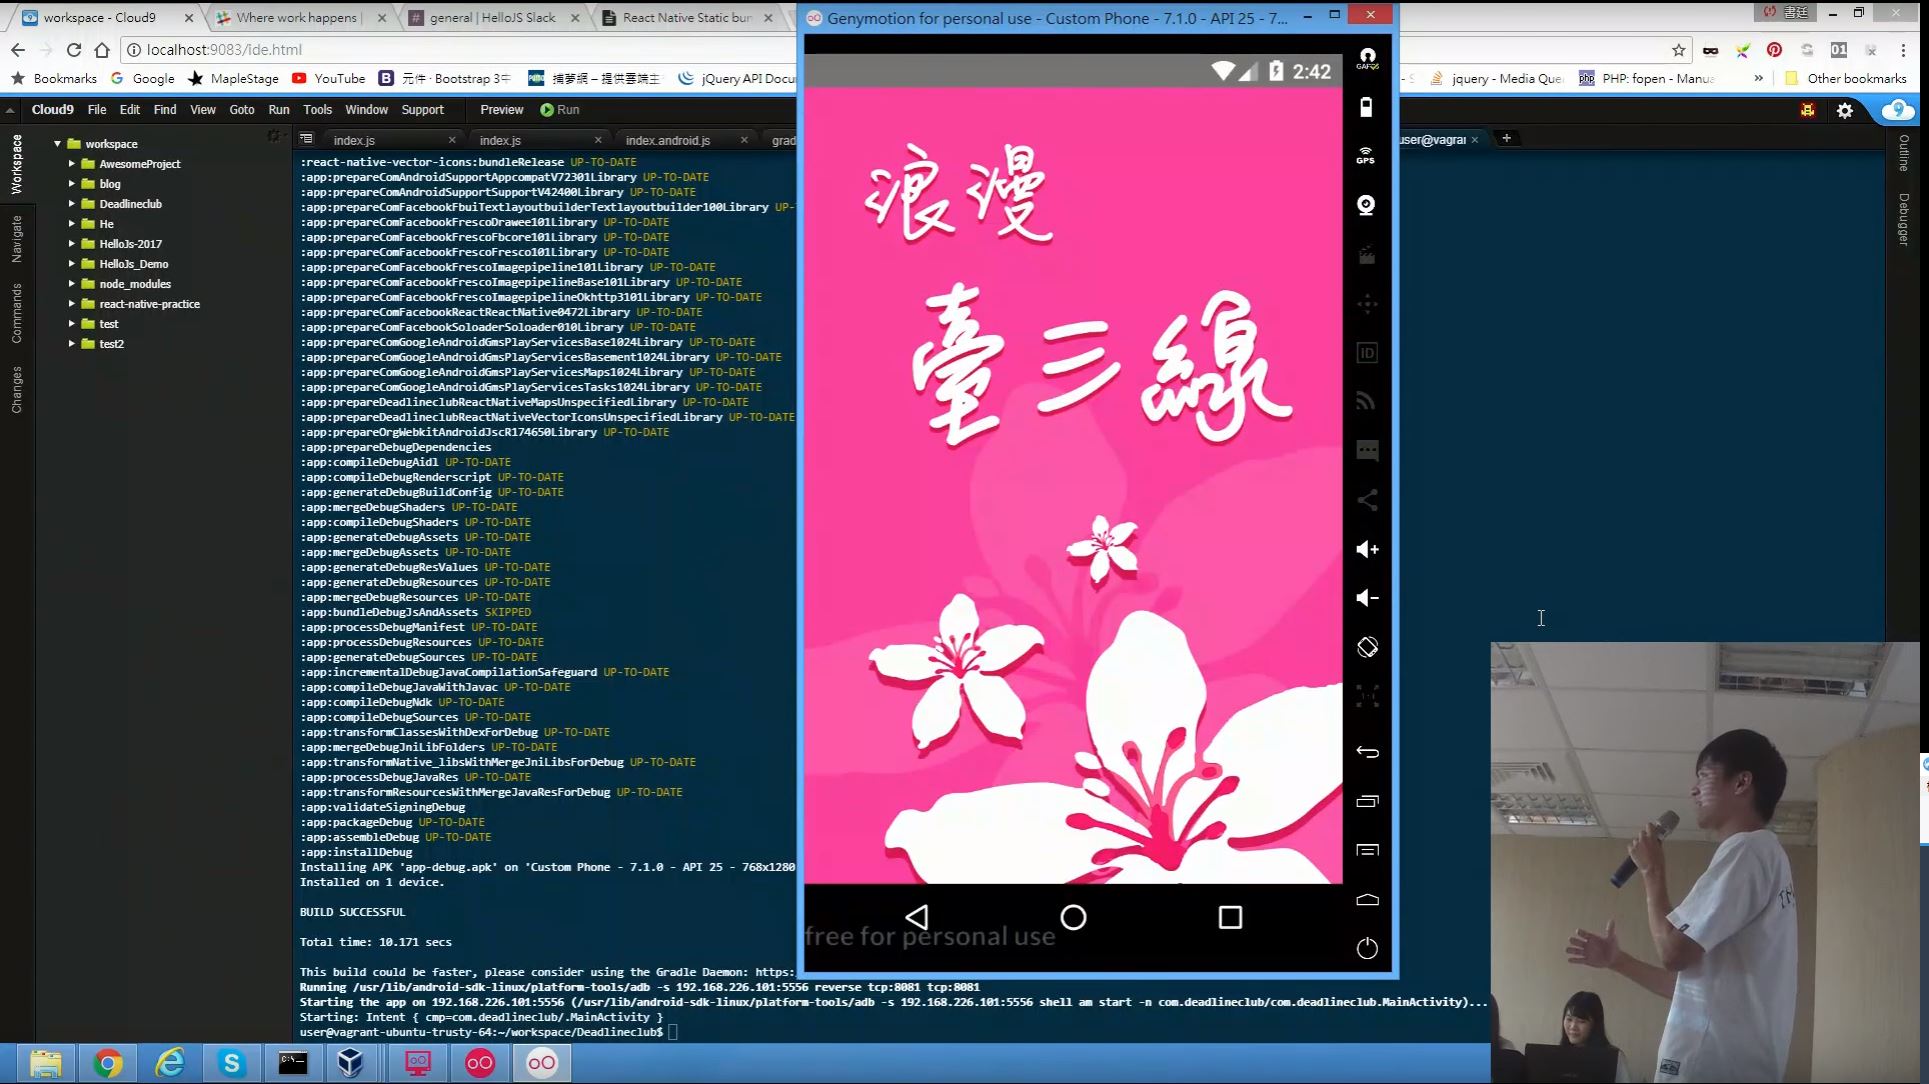 workspace - Cloud9
Where work happens
general | HelloJS Slack
React Native Static bun
Genymotion for personal use - Custom Phone - 7.1.0 - API 25 - 7...
書廷
localhost:9083/ide.html
Bookmarks
Google
MapleStage
YouTube
元件 · Bootstrap 3
捕夢網 – 提供雲端主
jQuery API Docu
jquery - Media Que
PHP: fopen - Manua
Other bookmarks
Cloud9 File Edit Find View Goto Run Tools Window Support Preview Run
index.js
index.js
index.android.js
grad
user@vagrant
Workspace
Navigate
Commands
Changes
Outline
Debugger
workspace
AwesomeProject
blog
Deadlineclub
He
HelloJs-2017
HelloJs_Demo
node_modules
react-native-practice
test
test2
:react-native-vector-icons:bundleRelease UP-TO-DATE
:app:prepareComAndroidSupportAppcompatV72301Library UP-TO-DATE
:app:prepareComAndroidSupportSupportV42400Library UP-TO-DATE
:app:prepareComFacebookFbuiTextlayoutbuilderTextlayoutbuilder100Library UP-
:app:prepareComFacebookFrescoDrawee101Library UP-TO-DATE
:app:prepareComFacebookFrescoFbcore101Library UP-TO-DATE
:app:prepareComFacebookFrescoFresco101Library UP-TO-DATE
:app:prepareComFacebookFrescoImagepipeline101Library UP-TO-DATE
:app:prepareComFacebookFrescoImagepipelineBase101Library UP-TO-DATE
:app:prepareComFacebookFrescoImagepipelineOkhttp3101Library UP-TO-DATE
:app:prepareComFacebookReactReactNative0472Library UP-TO-DATE
:app:prepareComFacebookSoloaderSoloader010Library UP-TO-DATE
:app:prepareComGoogleAndroidGmsPlayServicesBase1024Library UP-TO-DATE
:app:prepareComGoogleAndroidGmsPlayServicesBasement1024Library UP-TO-DATE
:app:prepareComGoogleAndroidGmsPlayServicesMaps1024Library UP-TO-DATE
:app:prepareComGoogleAndroidGmsPlayServicesTasks1024Library UP-TO-DATE
:app:prepareDeadlineclubReactNativeMapsUnspecifiedLibrary UP-TO-DATE
:app:prepareDeadlineclubReactNativeVectorIconsUnspecifiedLibrary UP-TO-DATE
:app:prepareOrgWebkitAndroidJscR174650Library UP-TO-DATE
:app:prepareDebugDependencies
:app:compileDebugAidl UP-TO-DATE
:app:compileDebugRenderscript UP-TO-DATE
:app:generateDebugBuildConfig UP-TO-DATE
:app:mergeDebugShaders UP-TO-DATE
:app:compileDebugShaders UP-TO-DATE
:app:generateDebugAssets UP-TO-DATE
:app:mergeDebugAssets UP-TO-DATE
:app:generateDebugResValues UP-TO-DATE
:app:generateDebugResources UP-TO-DATE
:app:mergeDebugResources UP-TO-DATE
:app:bundleDebugJsAndAssets SKIPPED
:app:processDebugManifest UP-TO-DATE
:app:processDebugResources UP-TO-DATE
:app:generateDebugSources UP-TO-DATE
:app:incrementalDebugJavaCompilationSafeguard UP-TO-DATE
:app:compileDebugJavaWithJavac UP-TO-DATE
:app:compileDebugNdk UP-TO-DATE
:app:compileDebugSources UP-TO-DATE
:app:transformClassesWithDexForDebug UP-TO-DATE
:app:mergeDebugJniLibFolders UP-TO-DATE
:app:transformNative_libsWithMergeJniLibsForDebug UP-TO-DATE
:app:processDebugJavaRes UP-TO-DATE
:app:transformResourcesWithMergeJavaResForDebug UP-TO-DATE
:app:validateSigningDebug
:app:packageDebug UP-TO-DATE
:app:assembleDebug UP-TO-DATE
:app:installDebug
Installing APK 'app-debug.apk' on 'Custom Phone - 7.1.0 - API 25 - 768x1280
Installed on 1 device.
BUILD SUCCESSFUL
Total time: 10.171 secs
This build could be faster, please consider using the Gradle Daemon: https:
Running /usr/lib/android-sdk-linux/platform-tools/adb -s 192.168.226.101:5556 reverse tcp:8081 tcp:8081
Starting the app on 192.168.226.101:5556 (/usr/lib/android-sdk-linux/platform-tools/adb -s 192.168.226.101:5556 shell am start -n com.deadlineclub/com.deadlineclub.MainActivity)...
Starting: Intent { cmp=com.deadlineclub/.MainActivity }
user@vagrant-ubuntu-trusty-64:~/workspace/Deadlineclub$
2:42
浪漫
臺三線
free for personal use
GPS
ID